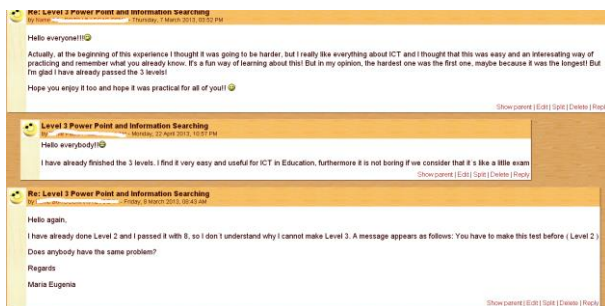 Re: Level 3 Power Point and Information Searching
by - Thursday, 7 March 2013, 03:52 PM
Hello everyone!!!
Actually, at the beginning of this experience I thought it was going to be harder, but I really like everything about ICT and I thought that this was easy and an interesating way of
practicing and remember what you already know. It's a fun way of learning about this! But in my opinion, the hardest one was the first one, maybe because it was the longest! But
I'm glad I have already passed the 3 levels!
Hope you enjoy it too and hope it was practical for all of you!!
Show parent | Edit | Split | Delete | Reply
Level 3 Power Point and Information Searching
by - Monday, 22 April 2013, 10:57 PM
Hello everybody!!
I have already finished the 3 levels. I find it very easy and useful for ICT in Education, furthermore it is not boring if we consider that it´s like a little exam
Show parent | Edit | Split | Delete | Reply
Re: Level 3 Power Point and Information Searching
by - Friday, 8 March 2013, 06:43 AM
Hello again,
I have already done Level 2 and I passed it with 8, so I don´t understand why I cannot make Level 3. A message appears as follows: You have to make this test before ( Level 2 )
Does anybody have the same problem?
Regards
Maria Eugenia
Show parent | Edit | Split | Delete | Reply